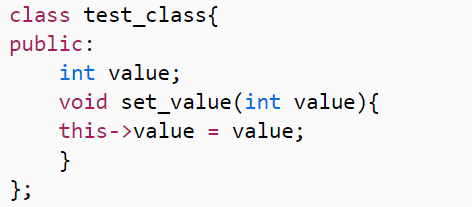 class test_class{
public:
    int value;
    void set_value(int value){
    this->value = value;
    }
};